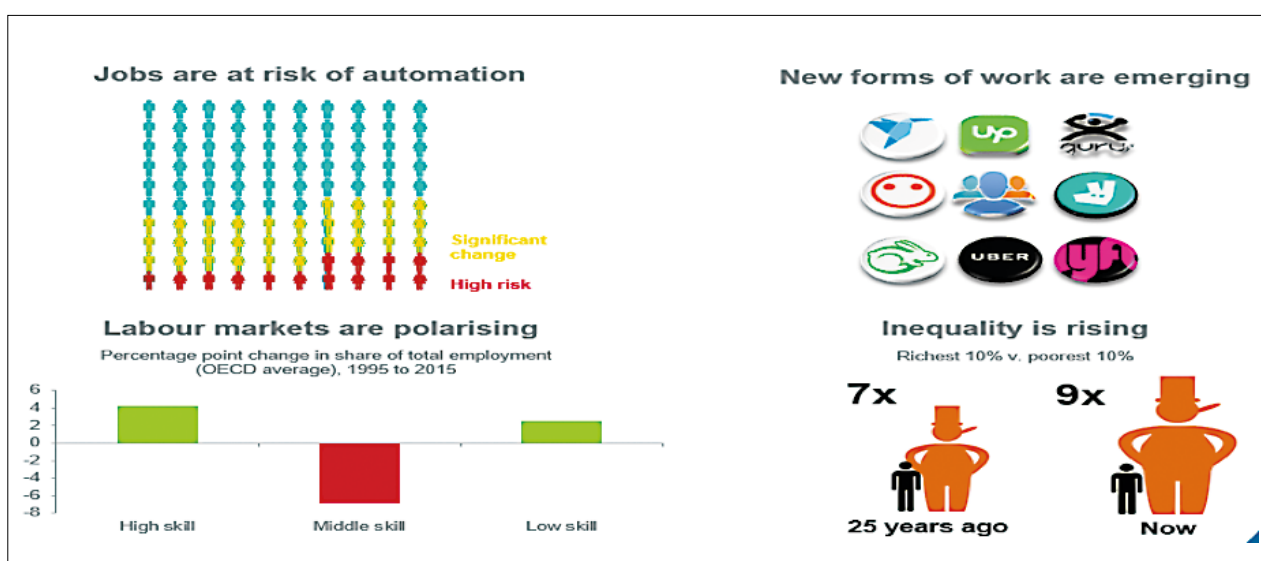 Jobs are at risk of automation
Significant
change
High risk
New forms of work are emerging
up
guru
UBER
lyft
Labour markets are polarising
Percentage point change in share of total employment
(OECD average), 1995 to 2015
6
4
2
0
-2
-4
-6
-8
High skill
Middle skill
Low skill
Inequality is rising
Richest 10% v. poorest 10%
7x
9x
25 years ago
Now